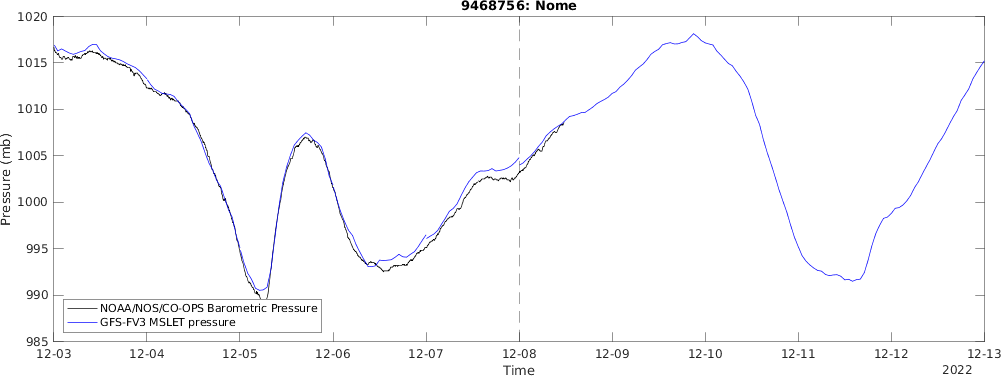 9468756: Nome
1020
1015
1010
1005
1000
995
990
985
Pressure (mb)
NOAA/NOS/CO-OPS Barometric Pressure
GFS-FV3 MSLET pressure
12-03 12-04 12-05 12-06 12-07 12-08 12-09 12-10 12-11 12-12 12-13
Time
2022